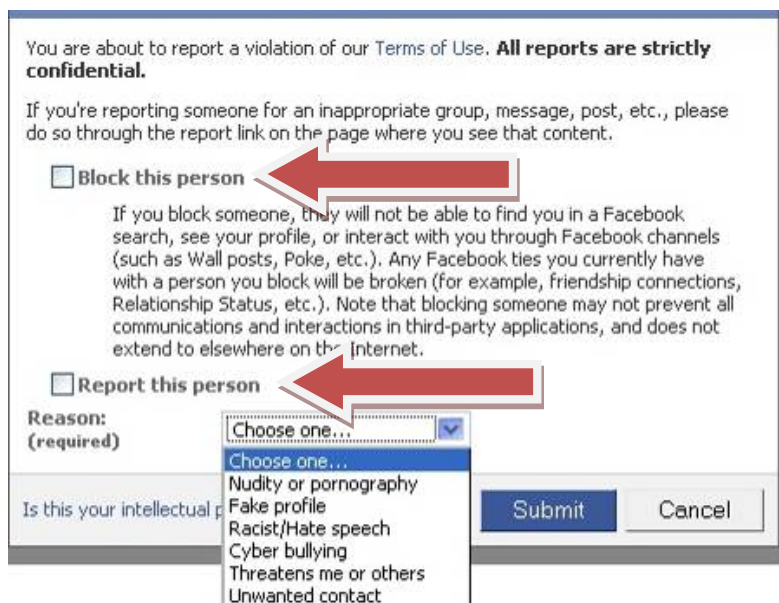 You are about to report a violation of our Terms of Use. All reports are strictly
confidential.
If you're reporting someone for an inappropriate group, message, post, etc., please
do so through the report link on the page where you see that content.
Block this person
If you block someone, they will not be able to find you in a Facebook
search, see your profile, or interact with you through Facebook channels
(such as Wall posts, Poke, etc.). Any Facebook ties you currently have
with a person you block will be broken (for example, friendship connections,
Relationship Status, etc.). Note that blocking someone may not prevent all
communications and interactions in third-party applications, and does not
extend to elsewhere on the Internet.
Report this person
Reason:
(required)
Choose one...
Choose one...
Nudity or pornography
Fake profile
Racist/Hate speech
Cyber bullying
Threatens me or others
Unwanted contact
Is this your intellectual p
Submit
Cancel